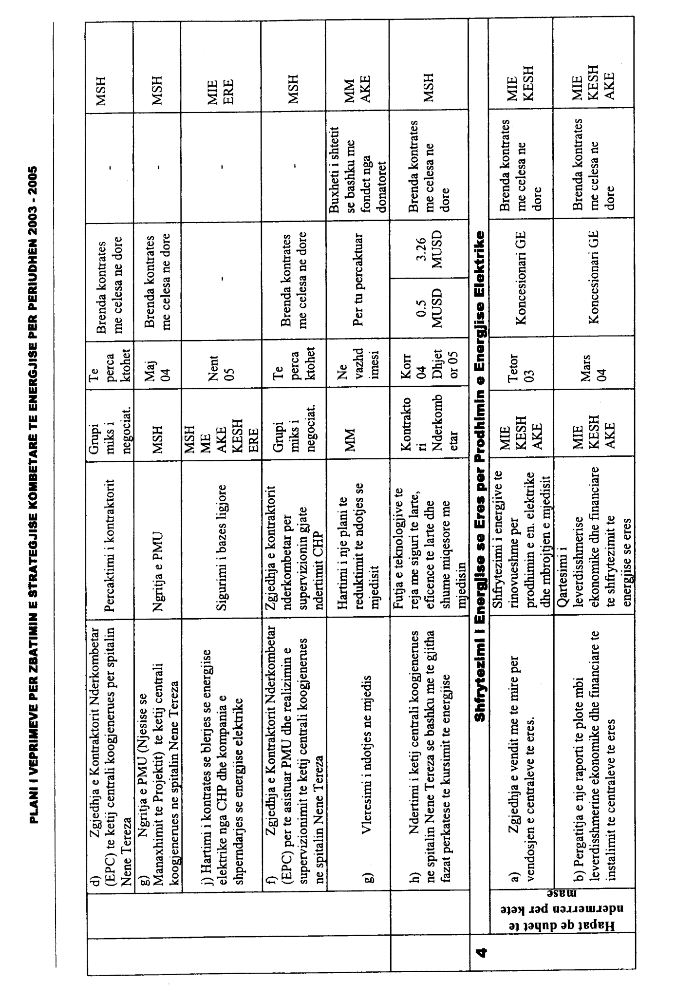 PLANI I VEPRIMEVE PER ZBATIMIN E STRATEGJISE KOMBETARE TE ENERGJISE PER PERIUDHEN 2003 - 2005
d) Zgjedhja e Kontraktorit Nderkombetar
(EPC) te ketij centrali koogjenerues per spitalin
Nene Tereza
Percaktimi i kontraktorit
Grupi
miks i
negociat.
Te
perca
ktohet
Brenda kontrates
me celesa ne dore
-
MSH
g) Ngritja e PMU (Njesise se
Manaxhimit te Projektit) te ketij centrali
koogjenerues ne spitalin Nene Tereza
Ngritja e PMU
MSH
Maj
04
Brenda kontrates
me celesa ne dore
-
MSH
j) Hartimi i kontrates se blerjes se energjise
elektrike nga CHP dhe kompania e
shperndarjes se energjise elektrike
Sigurimi i bazes ligjore
MSH
ME
AKE
KESH
ERE
Nent
05
-
-
MIE
ERE
f) Zgjedhja e Kontraktorit Nderkombetar
(EPC) per te asistuar PMU dhe realizimin e
supervizionimit te ketij centrali koogjenerues
ne spitalin Nene Tereza
Zgjedhja e kontraktorit
nderkombetar per
supervizionin gjate
ndertimit CHP
Grupi
miks i
negociat.
Te
perca
ktohet
Brenda kontrates
me celesa ne dore
-
MSH
g) Vleresimi i ndotjes ne mjedis
Hartimi i nje plani te
reduktimit te ndotjes se
mjedisit
MM
Ne
vazhd
imesi
Per tu percaktuar
Buxheti i shtetit
se bashku me
fondet nga
donatoret
MM
AKE
h) Ndertimi i ketij centrali koogjenerues
ne spitalin Nene Tereza se bashku me te gjitha
fazat perkatese te kursimit te energjise
Futja e teknologjive te
reja me siguri te larte,
eficence te larte dhe
shume miqesore me
mjedisin
Kontrakto
ri
Nderkomb
etar
Korr
04
Dhjet
or 05
0.5
MUSD
3.26
MUSD
Brenda kontrates
me celesa ne
dore
MSH
4
Shfrytezimi i Energjise se Eres per Prodhimin e Energjise Elektrike
Hapat qe duhet te
ndermerren per kete
mase
a) Zgjedhja e vendit me te mire per
vendosjen e centraleve te eres.
Shfrytezimi i energjive te
rinovueshme per
prodhimin e en. elektrike
dhe mbrojtjen e mjedisit
MIE
KESH
AKE
Tetor
03
Koncesionari GE
Brenda kontrates
me celesa ne
dore
MIE
KESH
b) Pergatitja e nje raporti te plote mbi
leverdisshmerine ekonomike dhe financiare te
instalimit te centraleve te eres
Qartesimi i
leverdisshmerise
ekonomike dhe financiare
te shfrytezimit te
energjise se eres
MIE
KESH
AKE
Mars
04
Koncesionari GE
Brenda kontrates
me celesa ne
dore
MIE
KESH
AKE